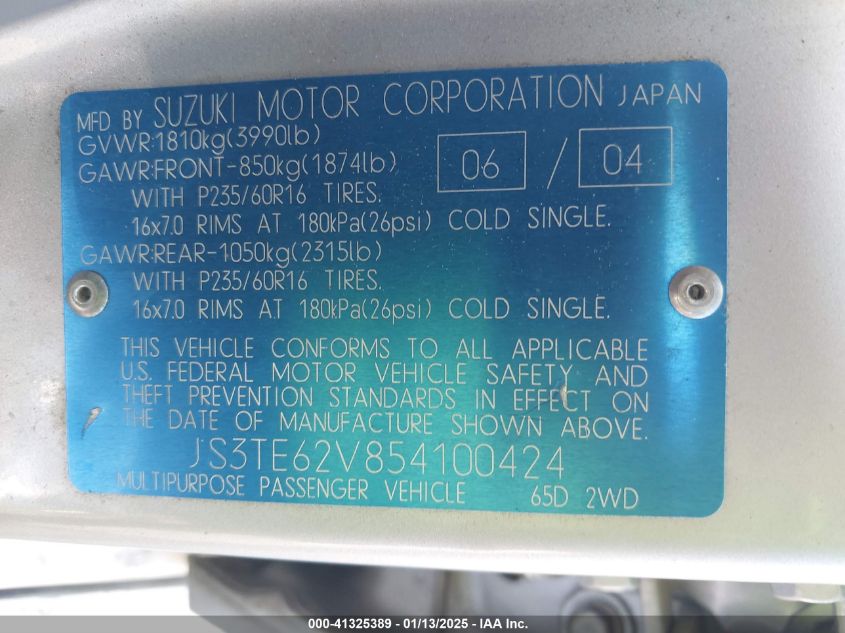 MFD BY SUZUKI MOTOR CORPORATION JAPAN
GVWR:1810kg(3990lb)
GAWR:FRONT-850kg(1874lb) 06 / 04
WITH P235/60R16 TIRES.
16x7.0 RIMS AT 180kPa(26psi) COLD SINGLE.
GAWR:REAR-1050kg(2315lb)
WITH P235/60R16 TIRES.
16x7.0 RIMS AT 180kPa(26psi) COLD SINGLE.
THIS VEHICLE CONFORMS TO ALL APPLICABLE
U.S. FEDERAL MOTOR VEHICLE SAFETY AND
THEFT PREVENTION STANDARDS IN EFFECT ON
THE DATE OF MANUFACTURE SHOWN ABOVE.
JS3TE62V854100424
MULTIPURPOSE PASSENGER VEHICLE 65D 2WD
000-41325389 - 01/13/2025 - IAA Inc.